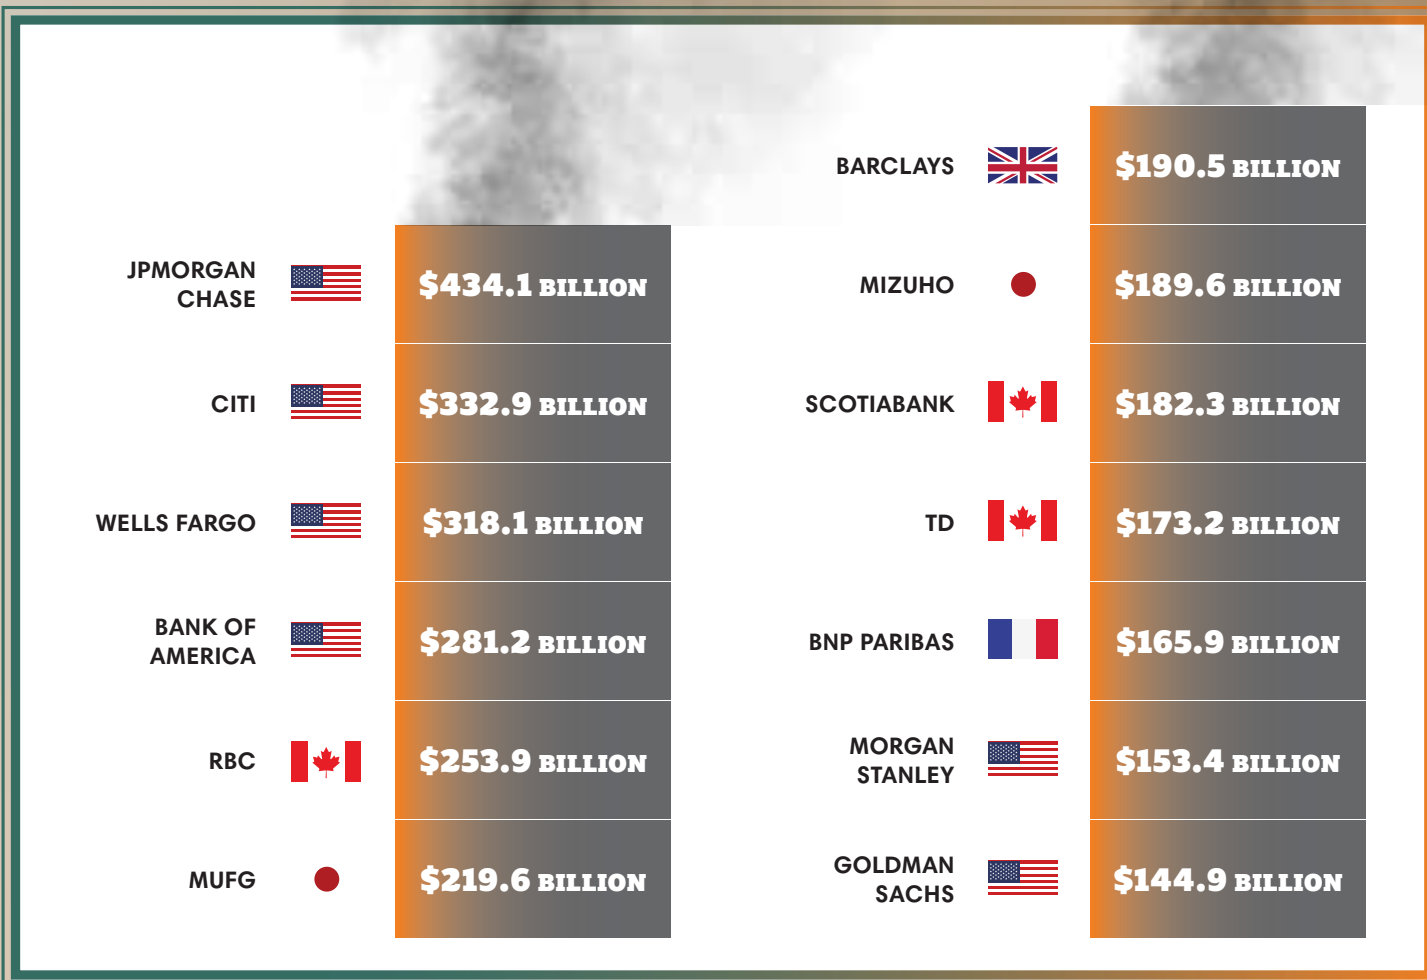 JPMORGAN
CHASE
$434.1 BILLION
CITI
$332.9 BILLION
WELLS FARGO
$318.1 BILLION
BANK OF
AMERICA
$281.2 BILLION
RBC
$253.9 BILLION
MUFG
$219.6 BILLION
BARCLAYS
$190.5 BILLION
MIZUHO
$189.6 BILLION
SCOTIABANK
$182.3 BILLION
TD
$173.2 BILLION
BNP PARIBAS
$165.9 BILLION
MORGAN
STANLEY
$153.4 BILLION
GOLDMAN
SACHS
$144.9 BILLION